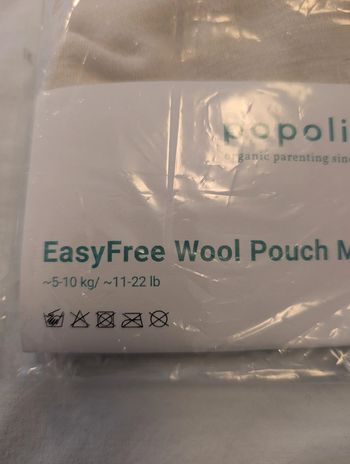 popoli
organic parenting sinc
EasyFree Wool Pouch M
~5-10 kg/ ~11-22 lb